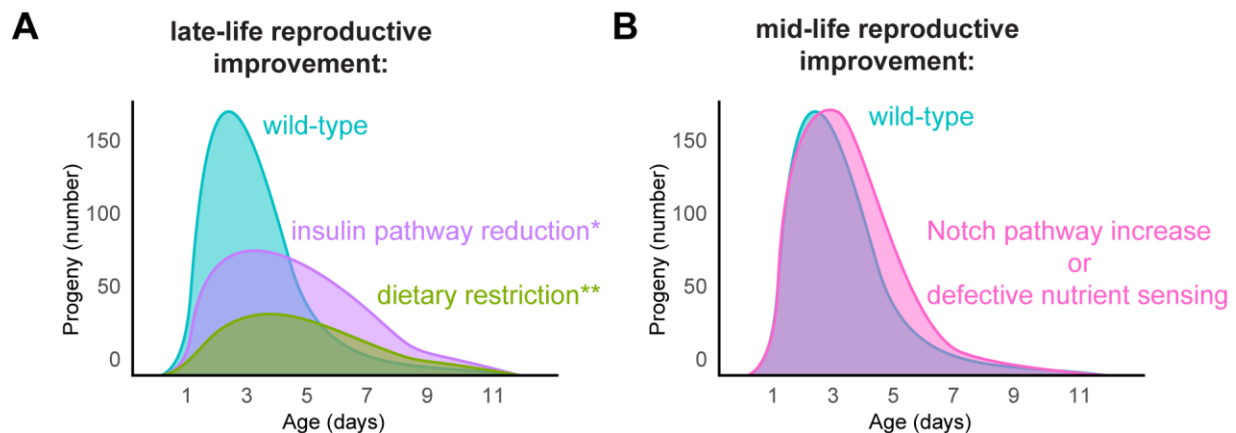 A
late-life reproductive
improvement:
150
100
50
0
Progeny (number)
wild-type
insulin pathway reduction*
dietary restriction**
1 3 5 7 9 11
Age (days)
B
mid-life reproductive
improvement:
150
100
50
0
Progeny (number)
wild-type
Notch pathway increase
or
defective nutrient sensing
1 3 5 7 9 11
Age (days)